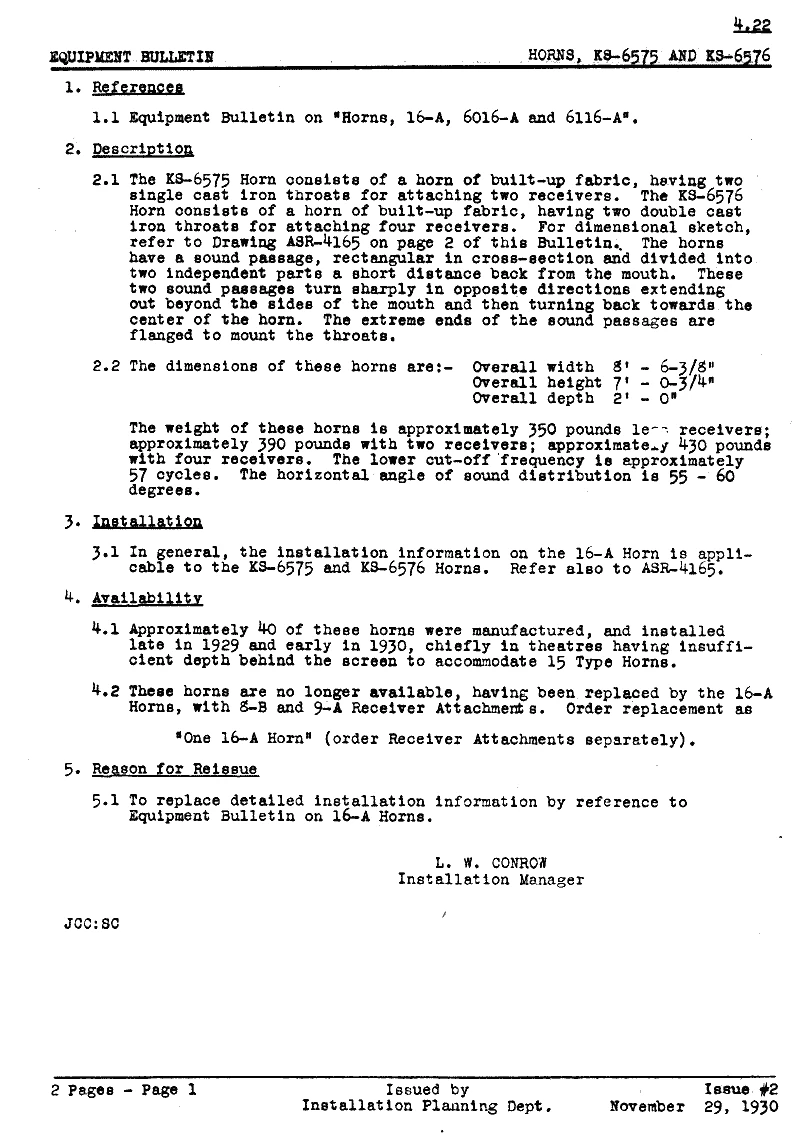 4.22
EQUIPMENT BULLETIN HORNS, KS-6575 AND KS-6576
1. References
1.1 Equipment Bulletin on "Horns, 16-A, 6016-A and 6116-A".
2. Description
2.1 The KS-6575 Horn consists of a horn of built-up fabric, having two
single cast iron throats for attaching two receivers. The KS-6576
Horn consists of a horn of built-up fabric, having two double cast
iron throats for attaching four receivers. For dimensional sketch,
refer to Drawing ASR-4165 on page 2 of this Bulletin. The horns
have a sound passage, rectangular in cross-section and divided into
two independent parts a short distance back from the mouth. These
two sound passages turn sharply in opposite directions extending
out beyond the sides of the mouth and then turning back towards the
center of the horn. The extreme ends of the sound passages are
flanged to mount the throats.
2.2 The dimensions of these horns are:- Overall width 8' - 6-3/8"
Overall height 7' - 0-3/4"
Overall depth 2' - 0"
The weight of these horns is approximately 350 pounds receivers;
approximately 390 pounds with two receivers; approximately 430 pounds
with four receivers. The lower cut-off frequency is approximately
57 cycles. The horizontal angle of sound distribution is 55 - 60
degrees.
3. Installation
3.1 In general, the installation information on the 16-A Horn is appli-
cable to the KS-6575 and KS-6576 Horns. Refer also to ASR-4165.
4. Availability
4.1 Approximately 40 of these horns were manufactured, and installed
late in 1929 and early in 1930, chiefly in theatres having insuffi-
cient depth behind the screen to accommodate 15 Type Horns.
4.2 These horns are no longer available, having been replaced by the 16-A
Horns, with 8-B and 9-A Receiver Attachments. Order replacement as
"One 16-A Horn" (order Receiver Attachments separately).
5. Reason for Reissue
5.1 To replace detailed installation information by reference to
Equipment Bulletin on 16-A Horns.
L. W. CONROW
Installation Manager
JCC:SC
2 Pages - Page 1 Issued by Issue #2
Installation Planning Dept. November 29, 1930